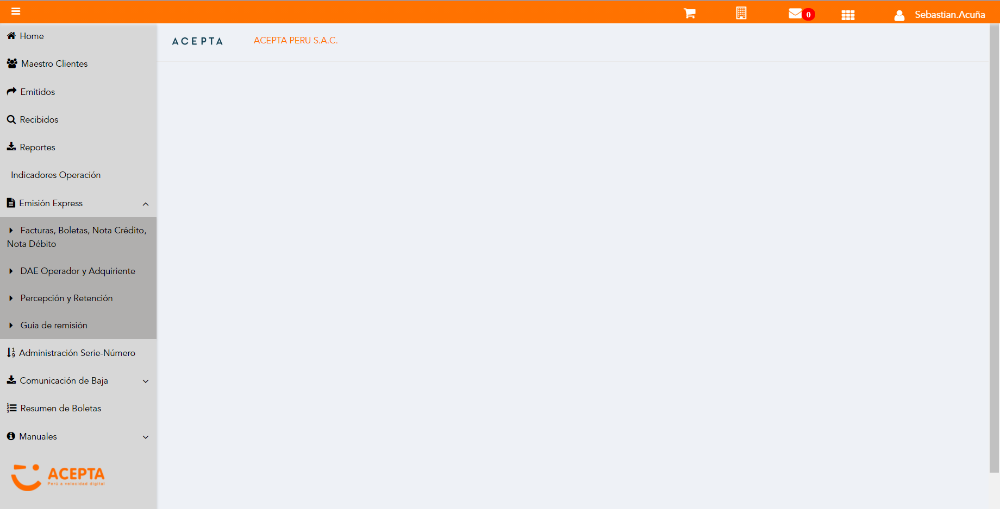 0
Sebastian.Acuña
Home
Maestro Clientes
Emitidos
Recibidos
Reportes
Indicadores Operación
Emisión Express
Facturas, Boletas, Nota Crédito,
Nota Débito
DAE Operador y Adquiriente
Percepción y Retención
Guía de remisión
Administración Serie-Número
Comunicación de Baja
Resumen de Boletas
Manuales
ACEPTA
Perú a velocidad digital
ACEPTA
ACEPTA PERU S.A.C.